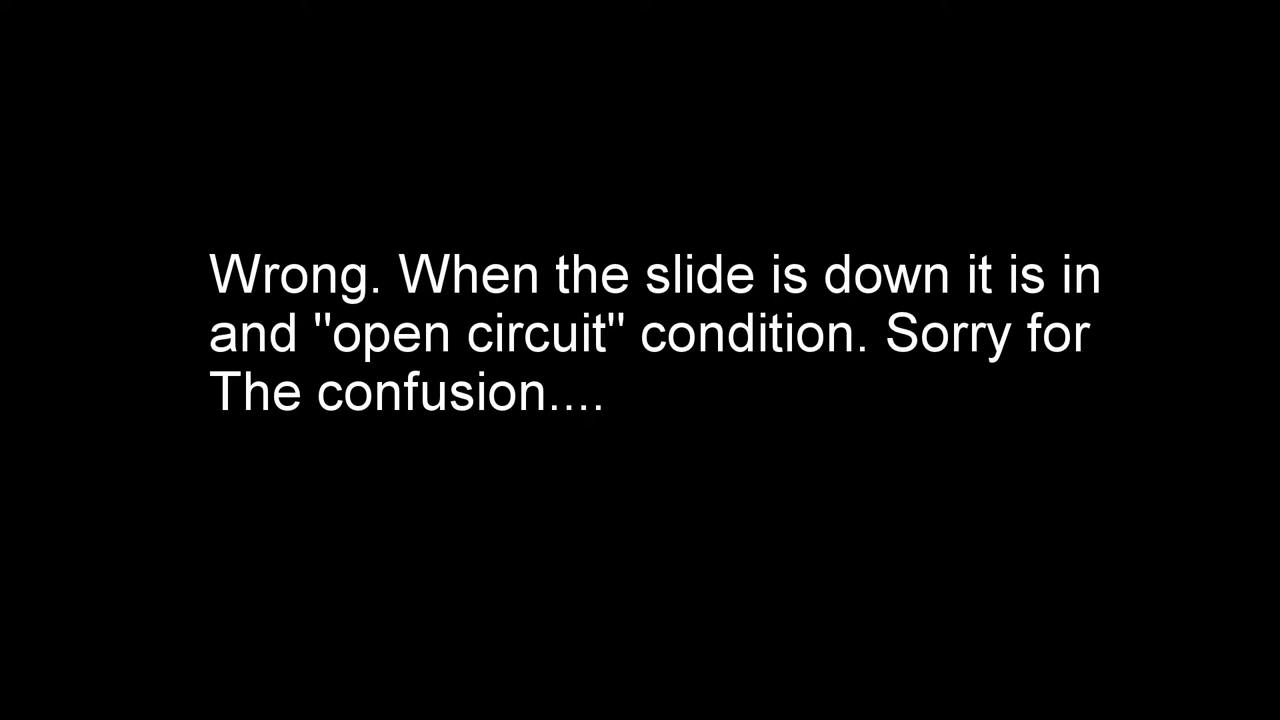 Wrong. When the slide is down it is in
and "open circuit" condition. Sorry for
The confusion....